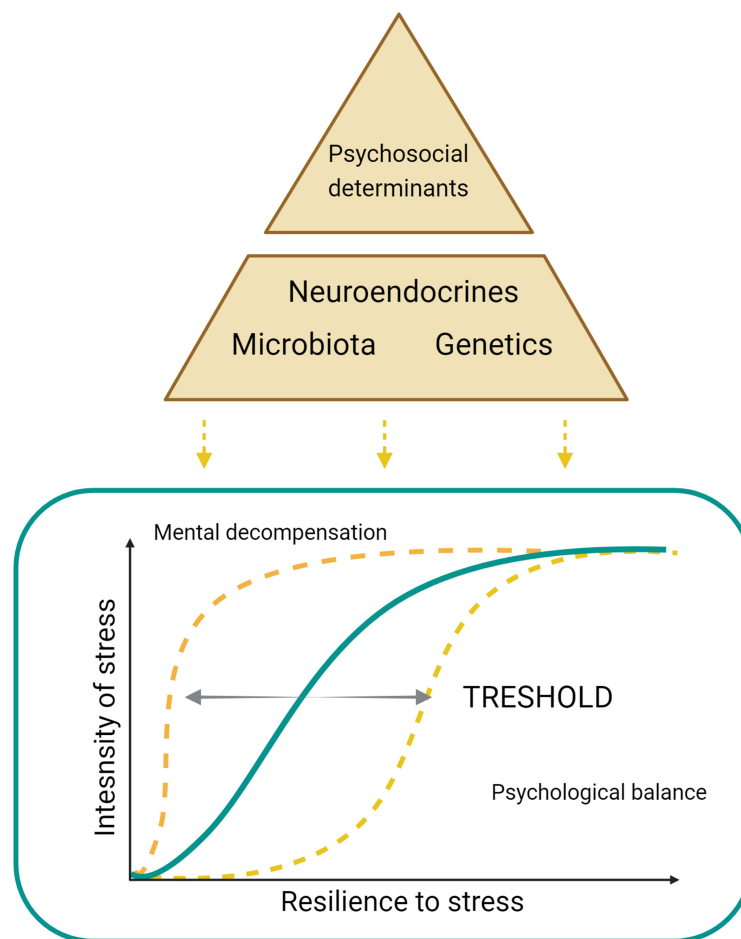 Psychosocial
determinants
Neuroendocrines
Microbiota Genetics
Mental decompensation
Intesnsity of stress
TRESHOLD
Psychological balance
Resilience to stress